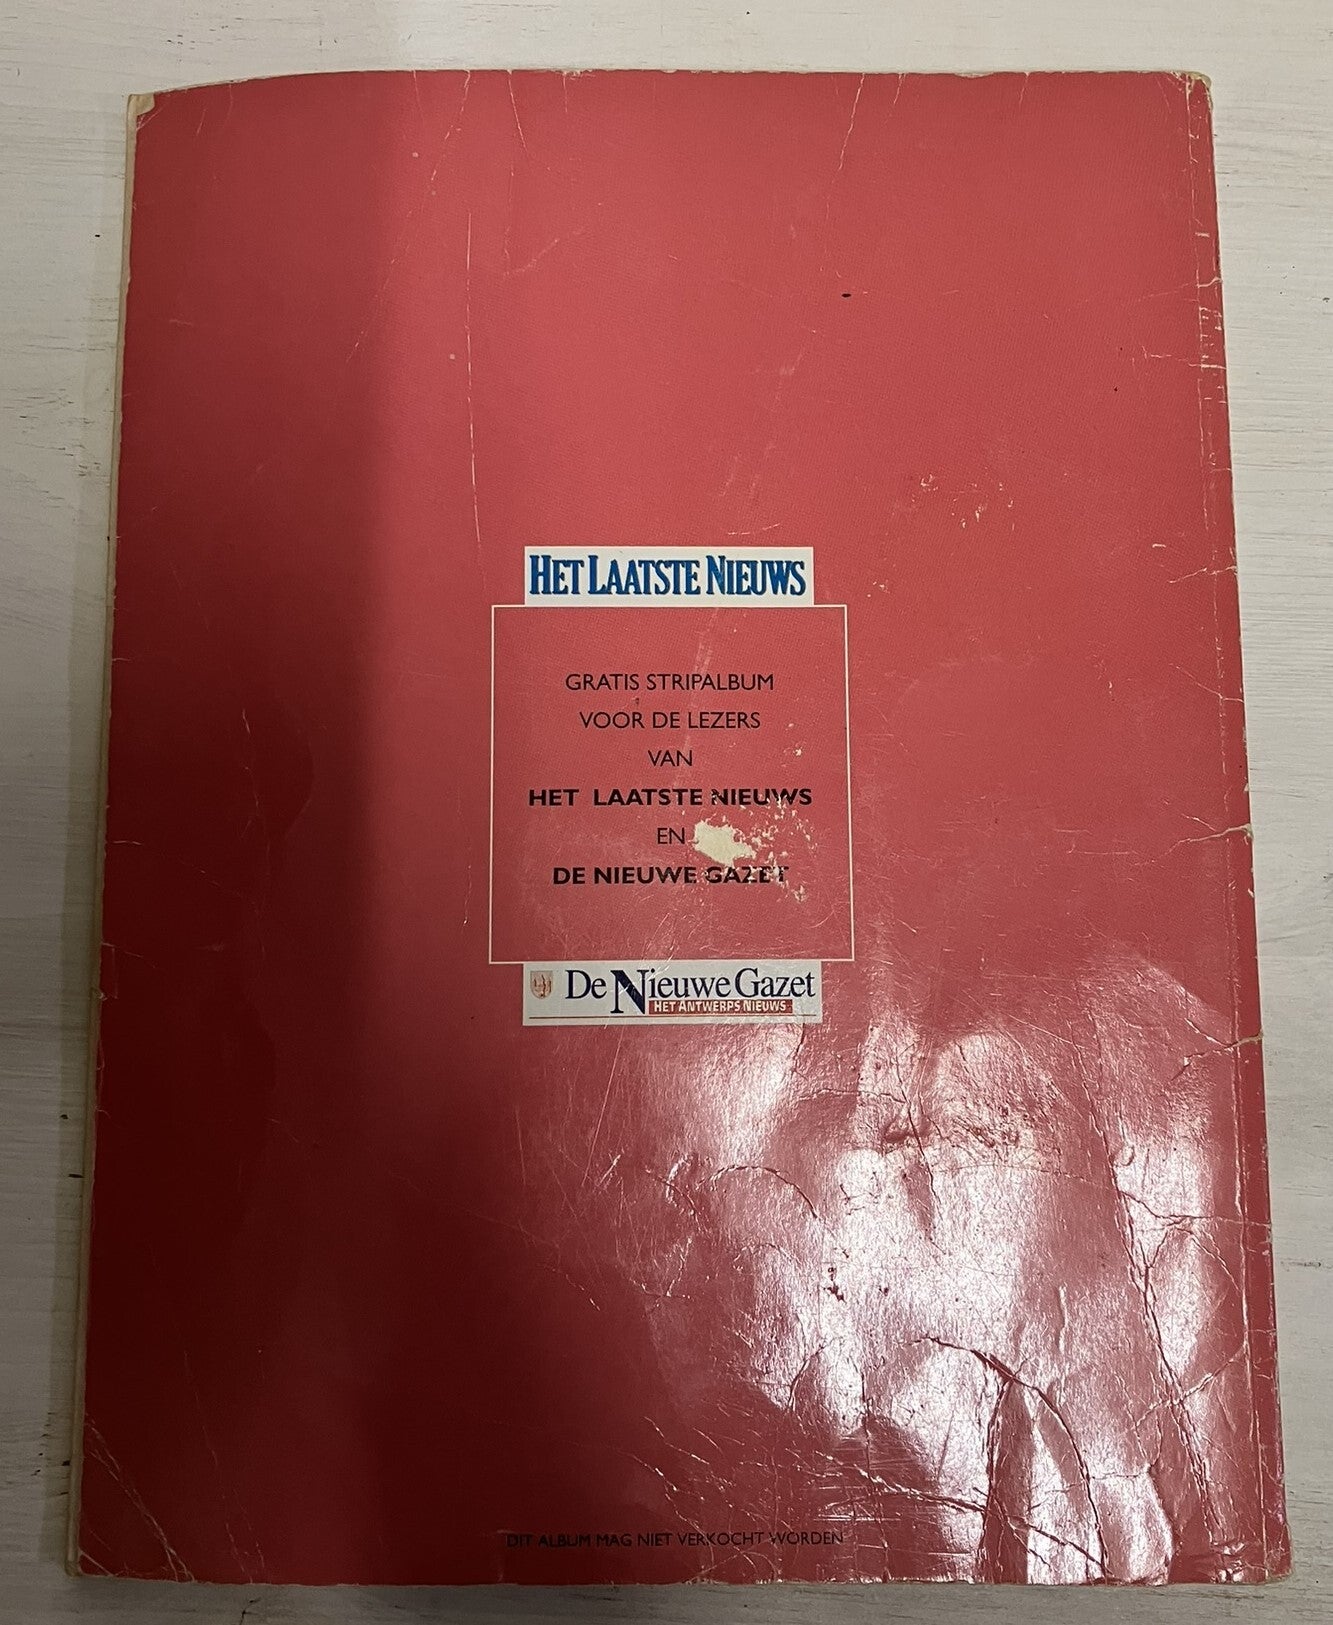 HET LAATSTE NIEUWS
GRATIS STRIPALBUM
VOOR DE LEZERS
VAN
HET LAATSTE NIEUWS
EN
DE NIEUWE GAZET
De Nieuwe Gazet
HET ANTWERPS NIEUWS
DIT ALBUM MAG NIET VERKOCHT WORDEN